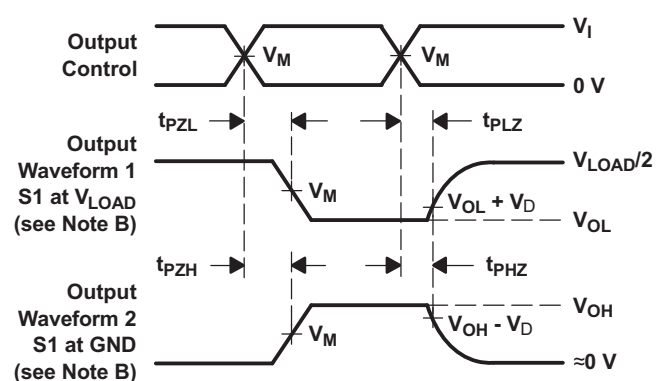 Output
Control
V_M
V_M
V_I
0 V
t_PZL
t_PLZ
Output
Waveform 1
S1 at V_LOAD
(see Note B)
V_M
V_LOAD/2
V_OL + V_D
V_OL
t_PZH
t_PHZ
Output
Waveform 2
S1 at GND
(see Note B)
V_M
V_OH
V_OH - V_D
≈0 V